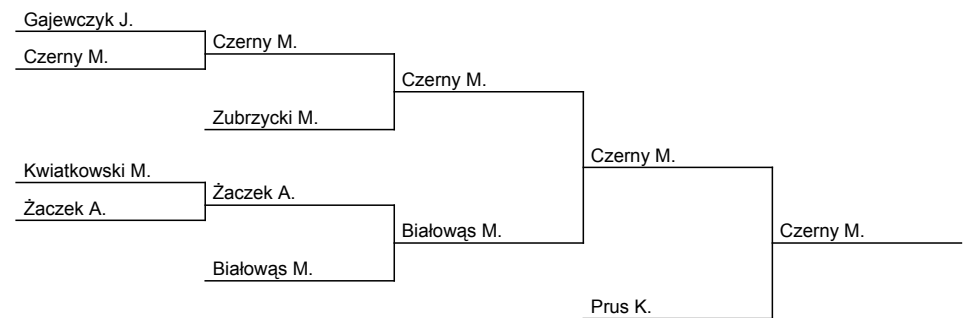 Gajewczyk J.
Czerny M.
Czerny M.
Czerny M.
Zubrzycki M.
Czerny M.
Kwiatkowski M.
Żaczek A.
Żaczek A.
Białowąs M.
Czerny M.
Białowąs M.
Prus K.